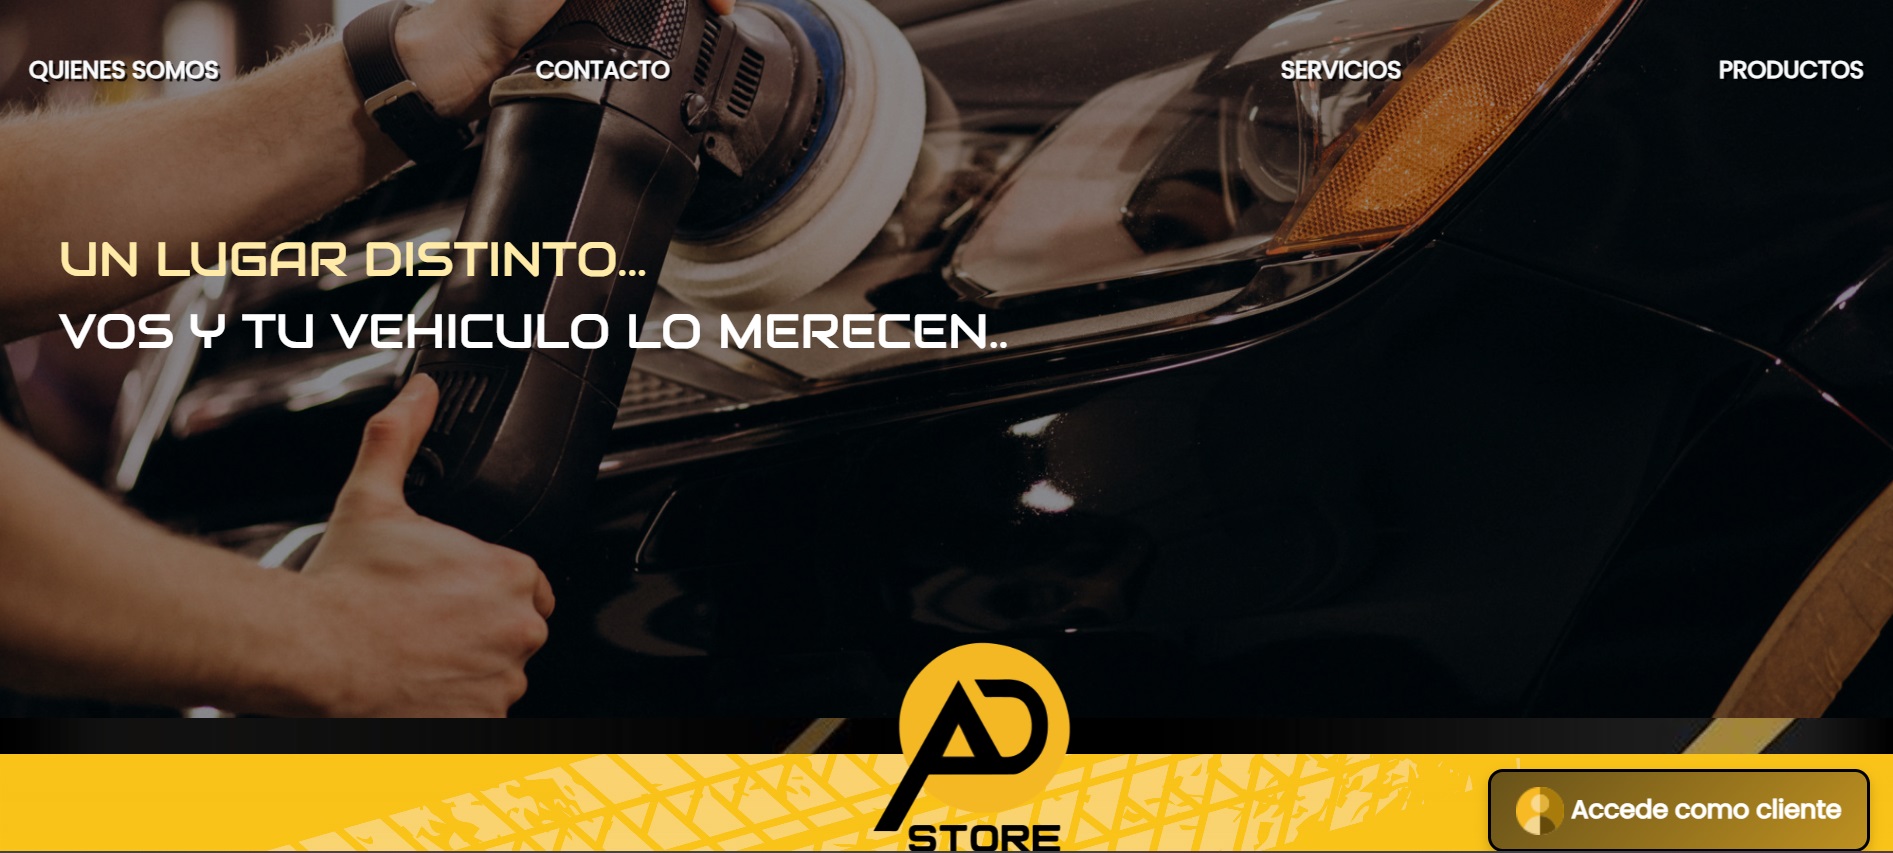 QUIENES SOMOS
CONTACTO
SERVICIOS
PRODUCTOS
UN LUGAR DISTINTO...
VOS Y TU VEHICULO LO MERECEN..
AD
STORE
Accede como cliente